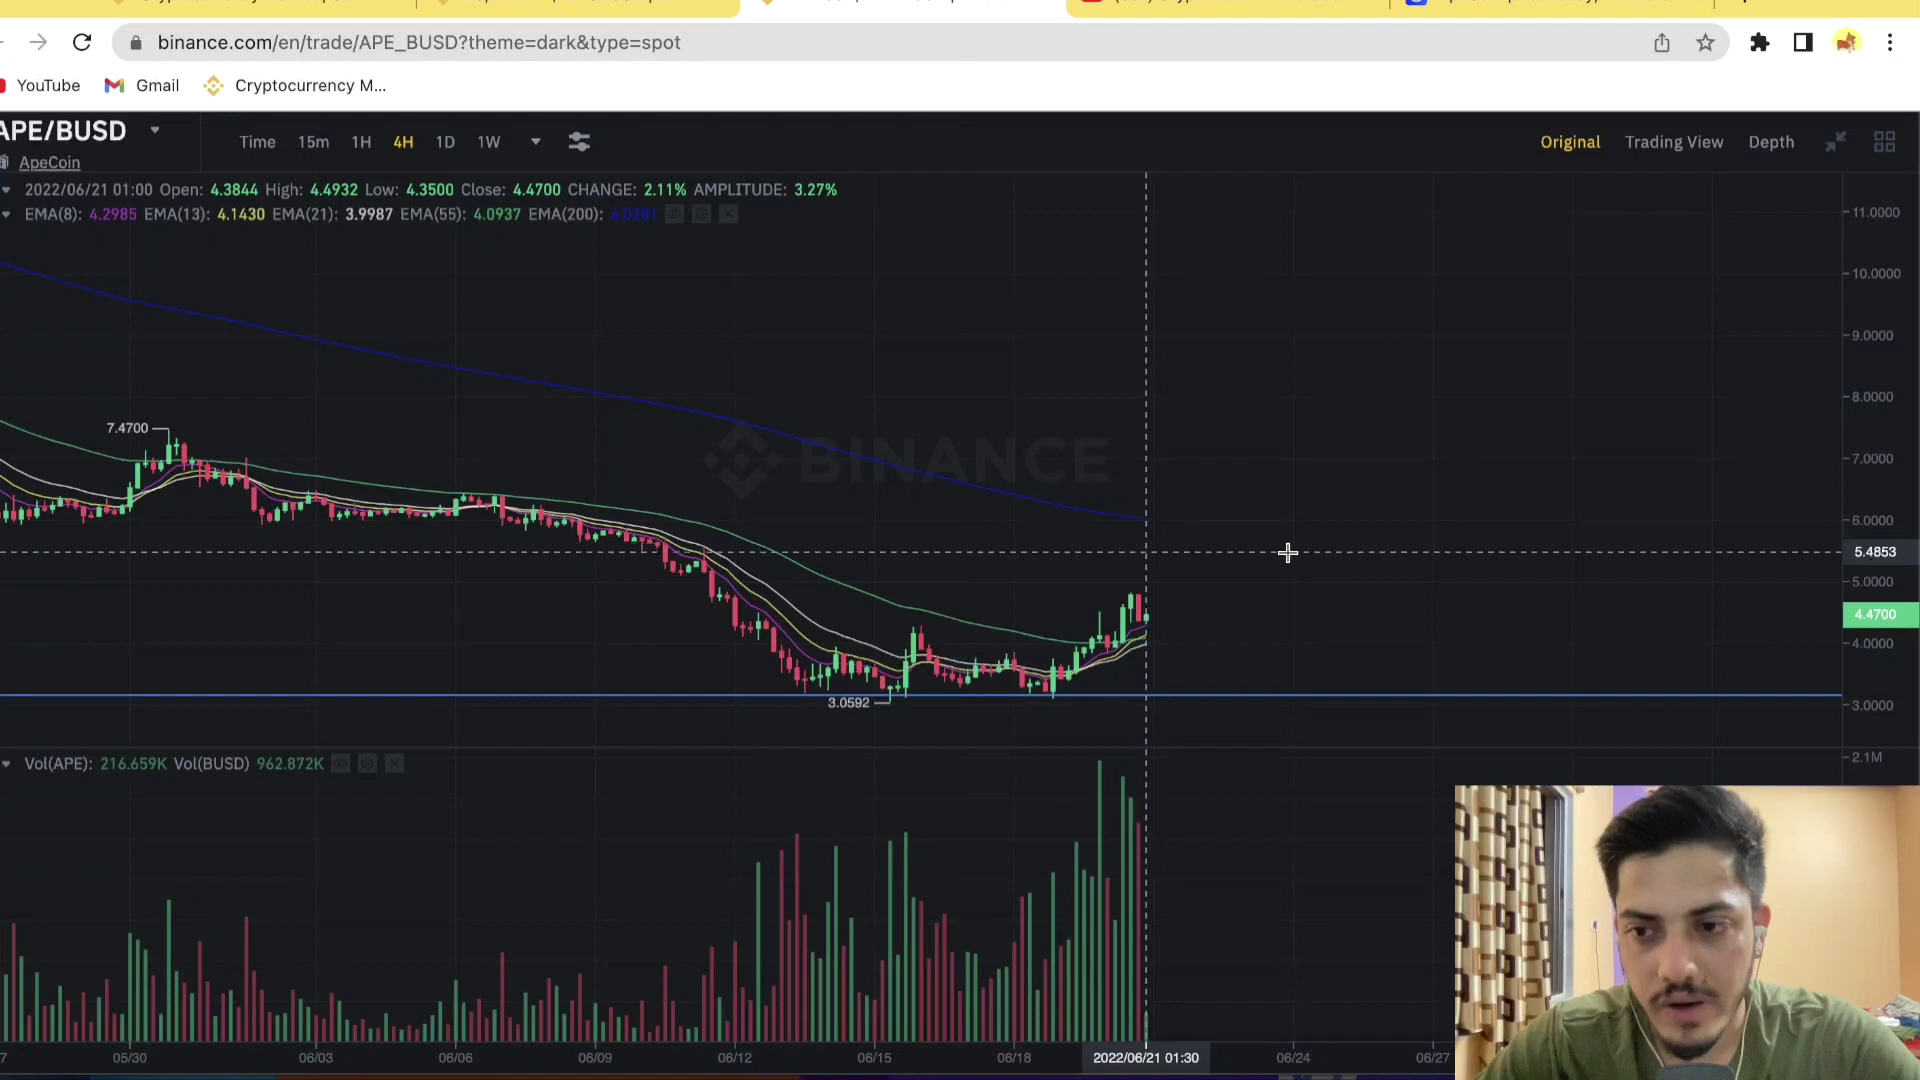 binance.com/en/trade/APE_BUSD?theme=dark&type=spot
YouTube Gmail Cryptocurrency M...
APE/BUSD
ApeCoin
Time 15m 1H 4H 1D 1W
Original Trading View Depth
2022/06/21 01:00 Open: 4.3844 High: 4.4932 Low: 4.3500 Close: 4.4700 CHANGE: 2.11% AMPLITUDE: 3.27%
EMA(8): 4.2985 EMA(13): 4.1430 EMA(21): 3.9987 EMA(55): 4.0937 EMA(200): 6.0281
11.0000
10.0000
9.0000
8.0000
7.4700
BINANCE
7.0000
6.0000
5.4853
5.0000
4.4700
4.0000
3.0592
3.0000
Vol(APE): 216.659K Vol(BUSD) 962.872K
2.1M
7 05/30 06/03 06/06 06/09 06/12 06/15 06/18 2022/06/21 01:30 06/24 06/27